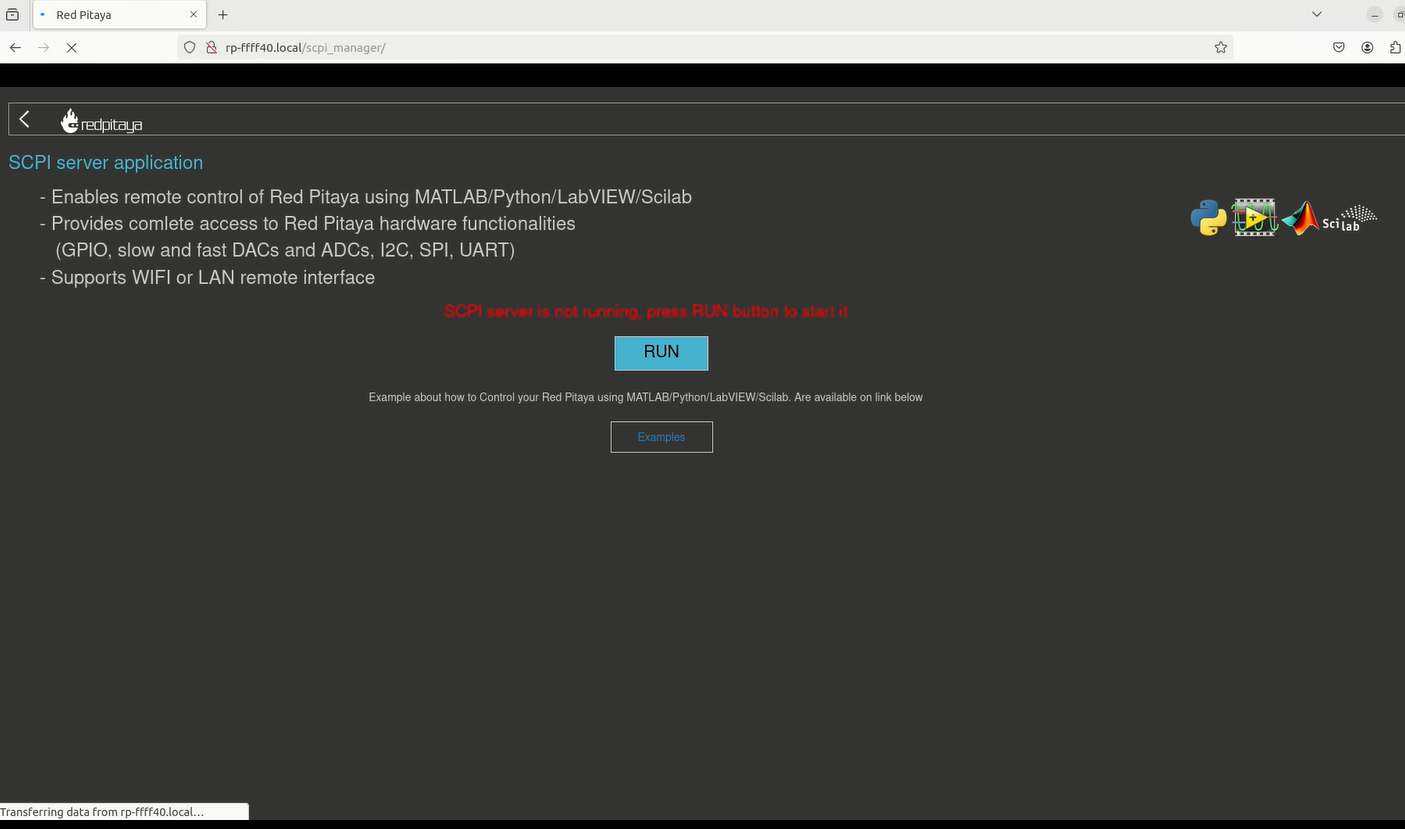 Red Pitaya
rp-ffff40.local/scpi_manager/
redpitaya
SCPI server application
- Enables remote control of Red Pitaya using MATLAB/Python/LabVIEW/Scilab
- Provides comlete access to Red Pitaya hardware functionalities
(GPIO, slow and fast DACs and ADCs, I2C, SPI, UART)
- Supports WIFI or LAN remote interface
Scilab
SCPI server is not running, press RUN button to start it
RUN
Example about how to Control your Red Pitaya using MATLAB/Python/LabVIEW/Scilab. Are available on link below
Examples
Transferring data from rp-ffff40.local…